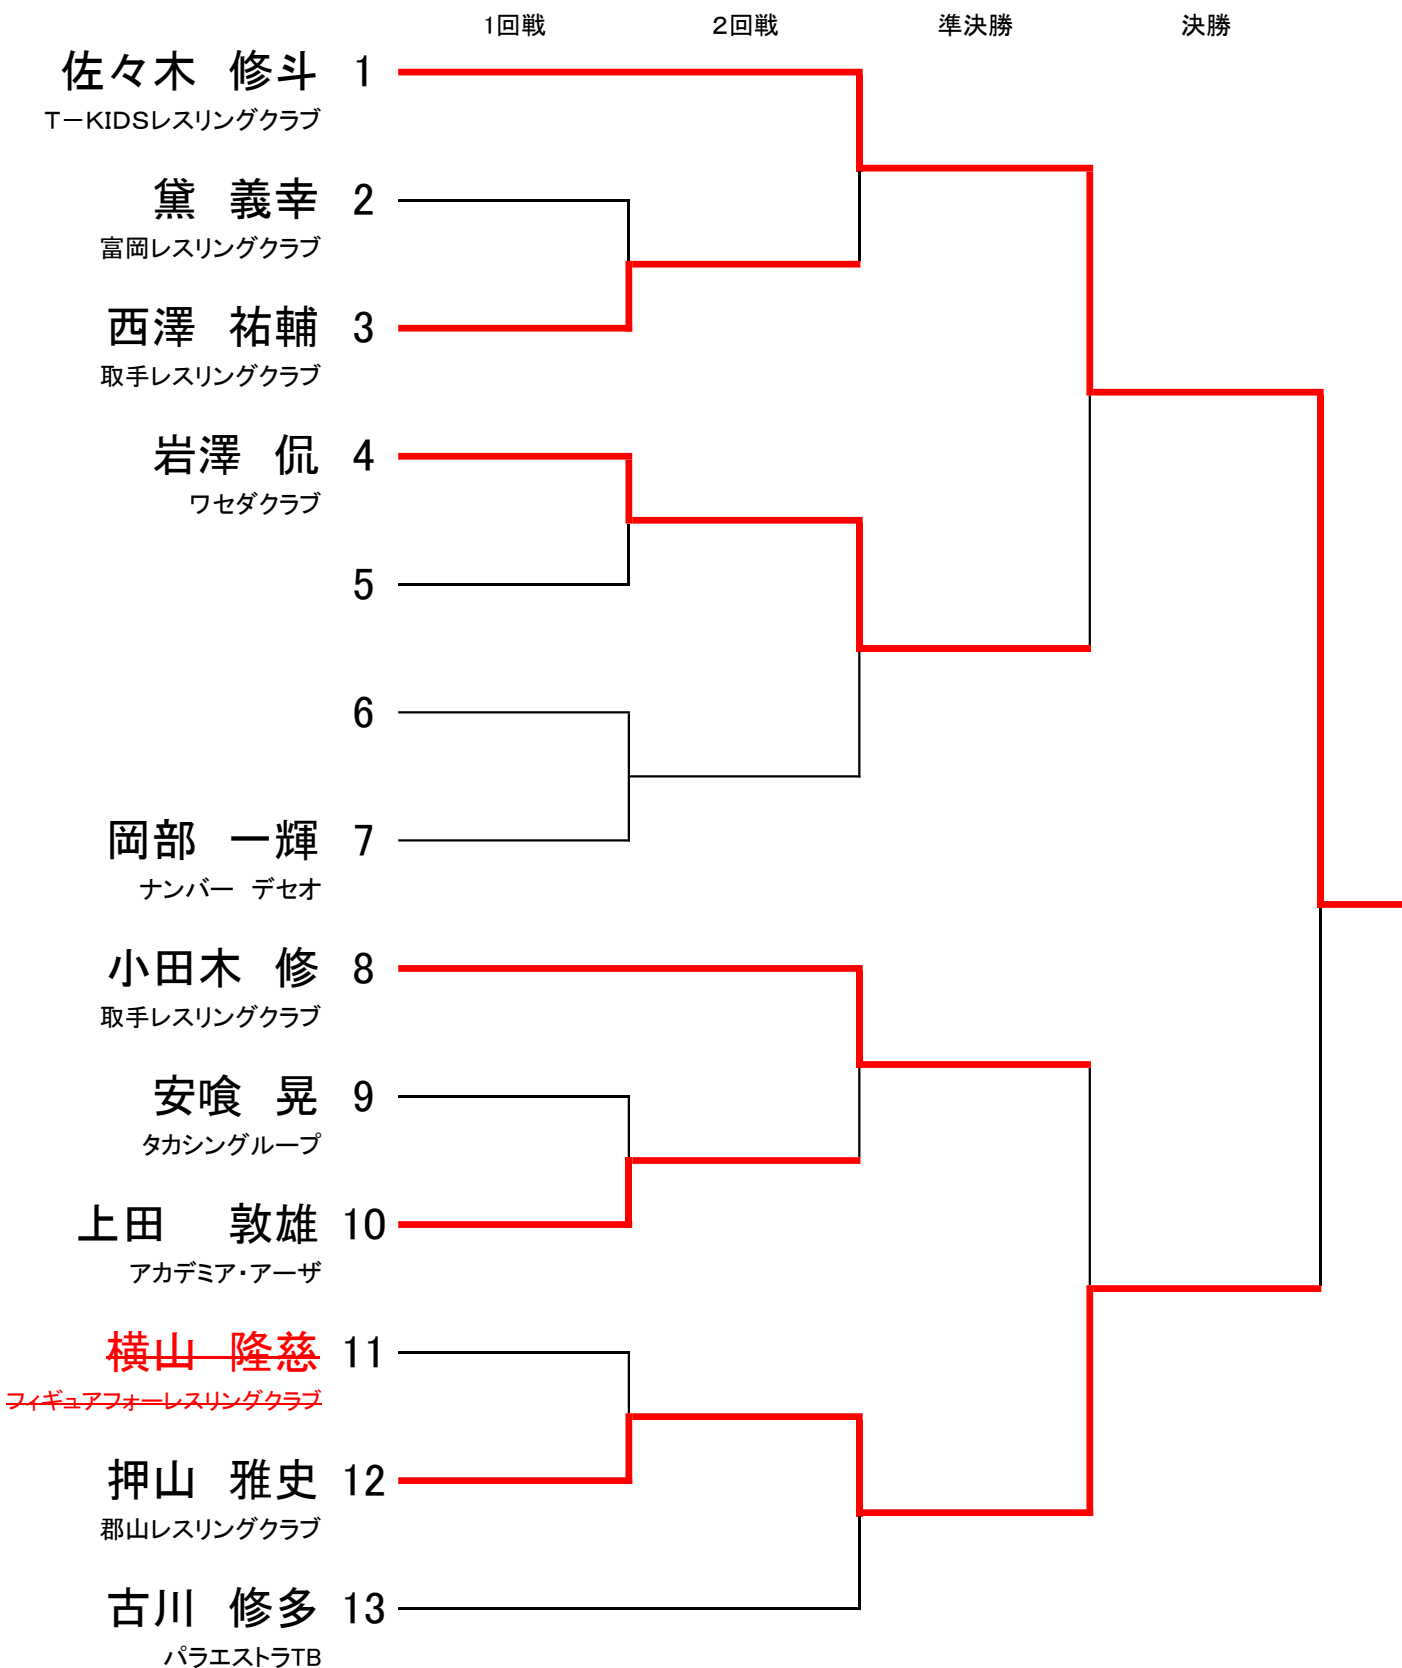 1回戦　2回戦　準決勝　決勝
佐々木　修斗　1
T－KIDSレスリングクラブ
黛　義幸　2
富岡レスリングクラブ
西澤　祐輔　3
取手レスリングクラブ
岩澤　侃　4
ワセダクラブ
5
6
岡部　一輝　7
ナンバー　デセオ
小田木　修　8
取手レスリングクラブ
安喰　晃　9
タカシングループ
上田　敦雄　10
アカデミア・アーザ
横山　隆慈　11
フィギュアフォーレスリングクラブ
押山　雅史　12
郡山レスリングクラブ
古川　修多　13
パラエストラTB